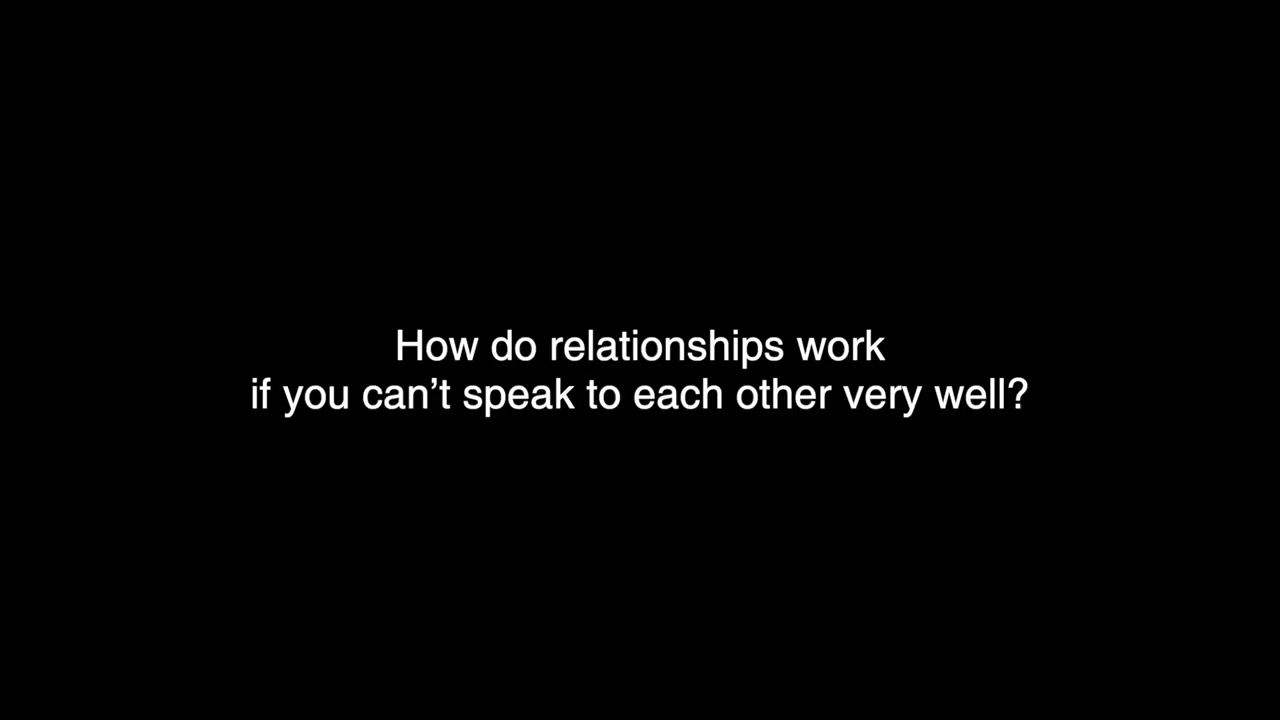 How do relationships work
if you can’t speak to each other very well?